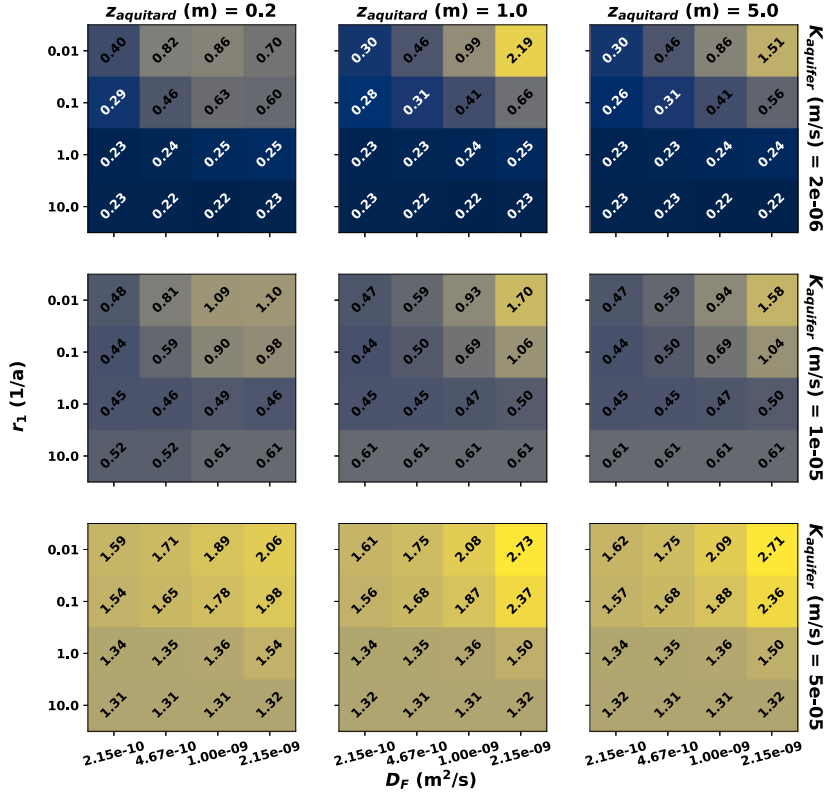 z_aquitard (m) = 0.2 z_aquitard (m) = 1.0 z_aquitard (m) = 5.0
0.01 0.40 0.82 0.86 0.70 0.30 0.46 0.99 2.19 0.30 0.46 0.86 1.51
0.1 0.29 0.46 0.63 0.60 0.28 0.31 0.41 0.66 0.26 0.31 0.41 0.56
1.0 0.23 0.24 0.25 0.25 0.23 0.23 0.24 0.25 0.23 0.23 0.24 0.24
10.0 0.23 0.22 0.22 0.23 0.23 0.22 0.22 0.23 0.23 0.23 0.22 0.22
K_aquifer (m/s) = 2e-06
0.01 0.48 0.81 1.09 1.10 0.47 0.59 0.93 1.70 0.47 0.59 0.94 1.58
0.1 0.44 0.59 0.90 0.98 0.44 0.50 0.69 1.06 0.44 0.50 0.69 1.04
1.0 0.45 0.46 0.49 0.46 0.45 0.45 0.47 0.50 0.45 0.45 0.47 0.50
10.0 0.52 0.52 0.61 0.61 0.61 0.61 0.61 0.61 0.61 0.61 0.61 0.61
K_aquifer (m/s) = 1e-05
r_1 (1/a)
0.01 1.59 1.71 1.89 2.06 1.61 1.75 2.08 2.73 1.62 1.75 2.09 2.71
0.1 1.54 1.65 1.78 1.98 1.56 1.68 1.87 2.37 1.57 1.68 1.88 2.36
1.0 1.34 1.35 1.36 1.54 1.34 1.35 1.36 1.50 1.34 1.35 1.36 1.50
10.0 1.31 1.31 1.31 1.32 1.32 1.31 1.31 1.32 1.32 1.31 1.31 1.32
K_aquifer (m/s) = 5e-05
2.15e-10 4.67e-10 1.00e-09 2.15e-09 2.15e-10 4.67e-10 1.00e-09 2.15e-09 2.15e-10 4.67e-10 1.00e-09 2.15e-09
D_F (m²/s)